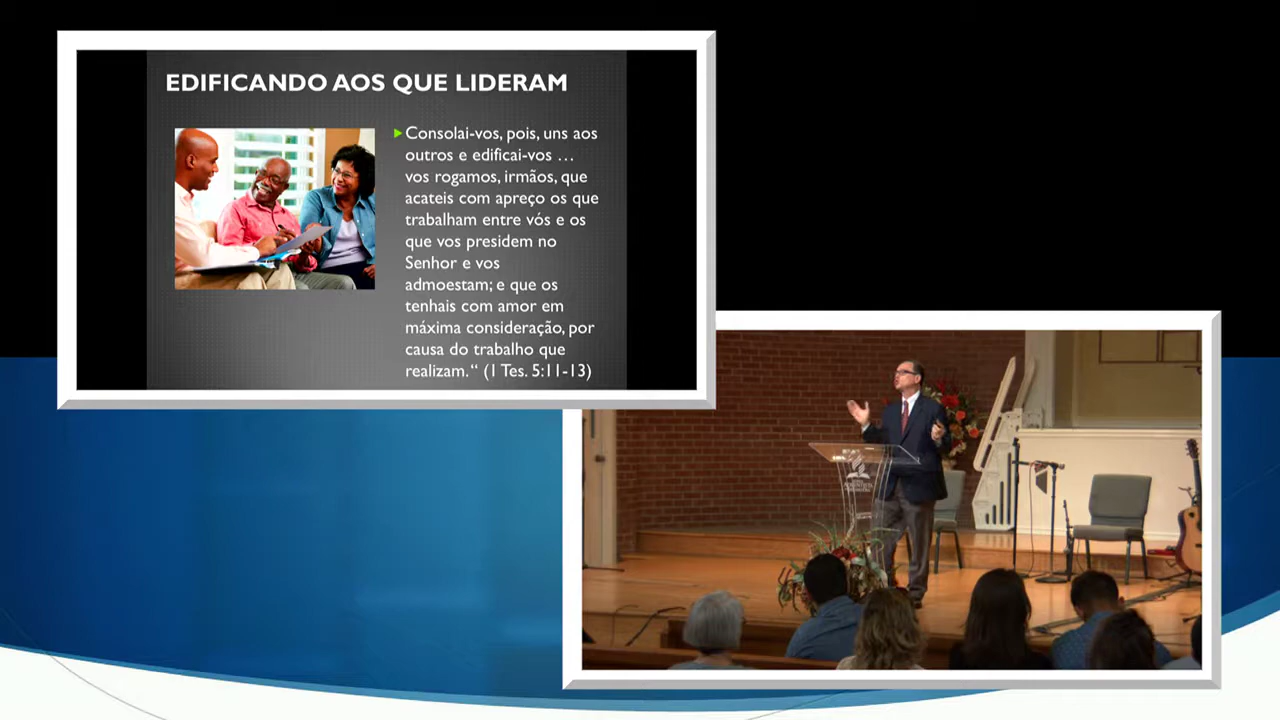 EDIFICANDO AOS QUE LIDERAM
Consolai-vos, pois, uns aos
outros e edificai-vos …
vos rogamos, irmãos, que
acateis com apreço os que
trabalham entre vós e os
que vos presidem no
Senhor e vos
admoestam; e que os
tenhais com amor em
máxima consideração, por
causa do trabalho que
realizam.“ (1 Tes. 5:11-13)